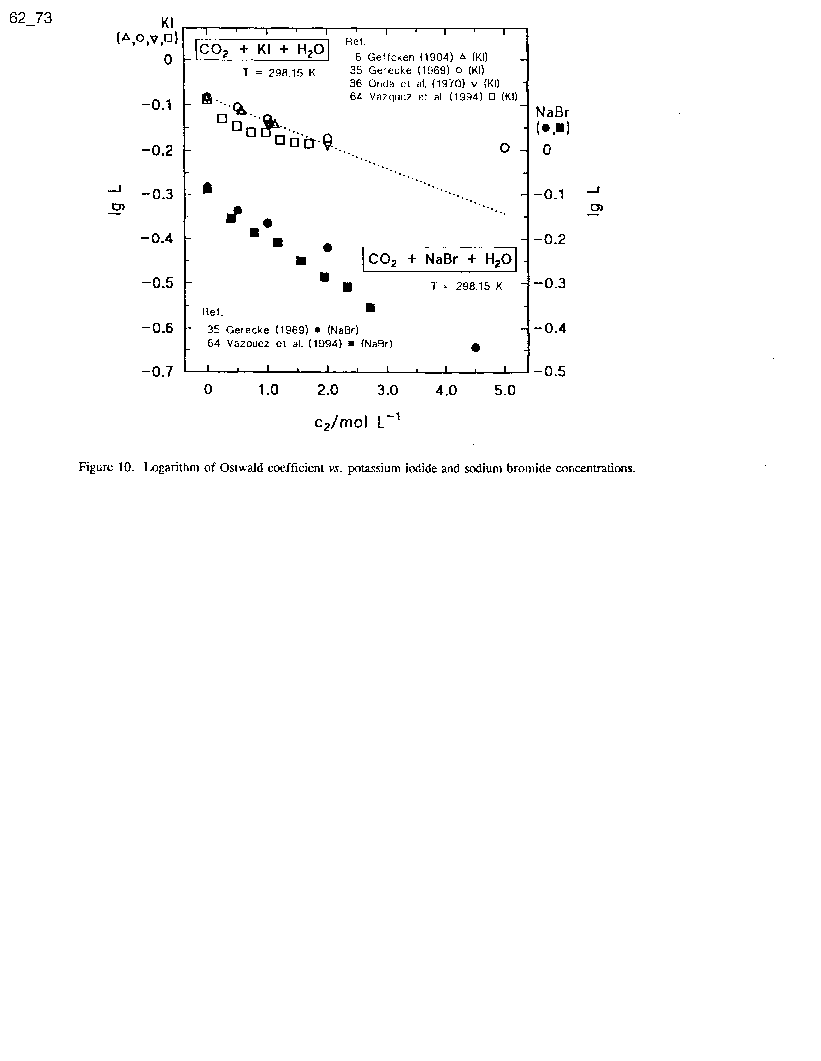 62_73
KI
(△,○,▽,□)
CO₂ + KI + H₂O
T = 298.15 K
Ref.
6 Geffcken (1904) △ (KI)
35 Gerecke (1969) ○ (KI)
36 Onda et al. (1970) ▽ (KI)
64 Vazquez et al (1994) □ (KI)
NaBr
(●,■)
0
−0.1
−0.2
−0.3
−0.4
−0.5
−0.6
−0.7
lg L
0
−0.1
−0.2
−0.3
−0.4
−0.5
lg L
CO₂ + NaBr + H₂O
T = 298.15 K
Ref.
35 Gerecke (1969) ● (NaBr)
64 Vazquez et al. (1994) ■ (NaBr)
0 1.0 2.0 3.0 4.0 5.0
c₂/mol L⁻¹
Figure 10. Logarithm of Ostwald coefficient vs. potassium iodide and sodium bromide concentrations.